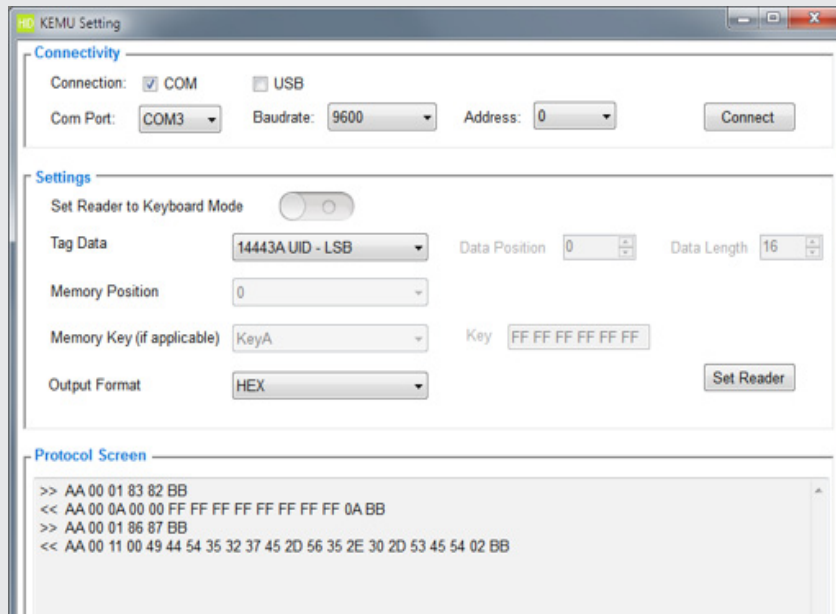 HID KEMU Setting
Connectivity
Connection: COM USB
Com Port: COM3 Baudrate: 9600 Address: 0 Connect
Settings
Set Reader to Keyboard Mode
Tag Data 14443A UID - LSB Data Position 0 Data Length 16
Memory Position 0
Memory Key (if applicable) KeyA Key FF FF FF FF FF FF
Output Format HEX Set Reader
Protocol Screen
>> AA 00 01 83 82 BB
<< AA 00 0A 00 00 FF FF FF FF FF FF FF FF 0A BB
>> AA 00 01 86 87 BB
<< AA 00 11 00 49 44 54 35 32 37 45 2D 56 35 2E 30 2D 53 45 54 02 BB